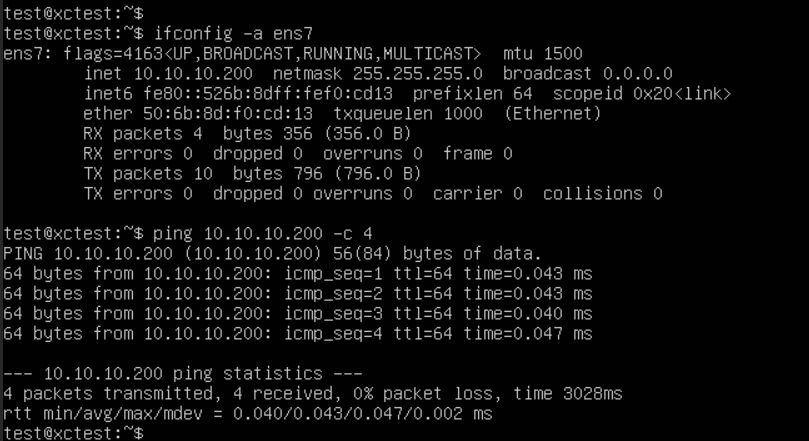 test@xctest:~$
test@xctest:~$ ifconfig -a ens7
ens7: flags=4163<UP,BROADCAST,RUNNING,MULTICAST>  mtu 1500
        inet 10.10.10.200  netmask 255.255.255.0  broadcast 0.0.0.0
        inet6 fe80::526b:8dff:fef0:cd13  prefixlen 64  scopeid 0x20<link>
        ether 50:6b:8d:f0:cd:13  txqueuelen 1000  (Ethernet)
        RX packets 4  bytes 356 (356.0 B)
        RX errors 0  dropped 0  overruns 0  frame 0
        TX packets 10  bytes 796 (796.0 B)
        TX errors 0  dropped 0 overruns 0  carrier 0  collisions 0

test@xctest:~$ ping 10.10.10.200 -c 4
PING 10.10.10.200 (10.10.10.200) 56(84) bytes of data.
64 bytes from 10.10.10.200: icmp_seq=1 ttl=64 time=0.043 ms
64 bytes from 10.10.10.200: icmp_seq=2 ttl=64 time=0.043 ms
64 bytes from 10.10.10.200: icmp_seq=3 ttl=64 time=0.040 ms
64 bytes from 10.10.10.200: icmp_seq=4 ttl=64 time=0.047 ms

--- 10.10.10.200 ping statistics ---
4 packets transmitted, 4 received, 0% packet loss, time 3028ms
rtt min/avg/max/mdev = 0.040/0.043/0.047/0.002 ms
test@xctest:~$